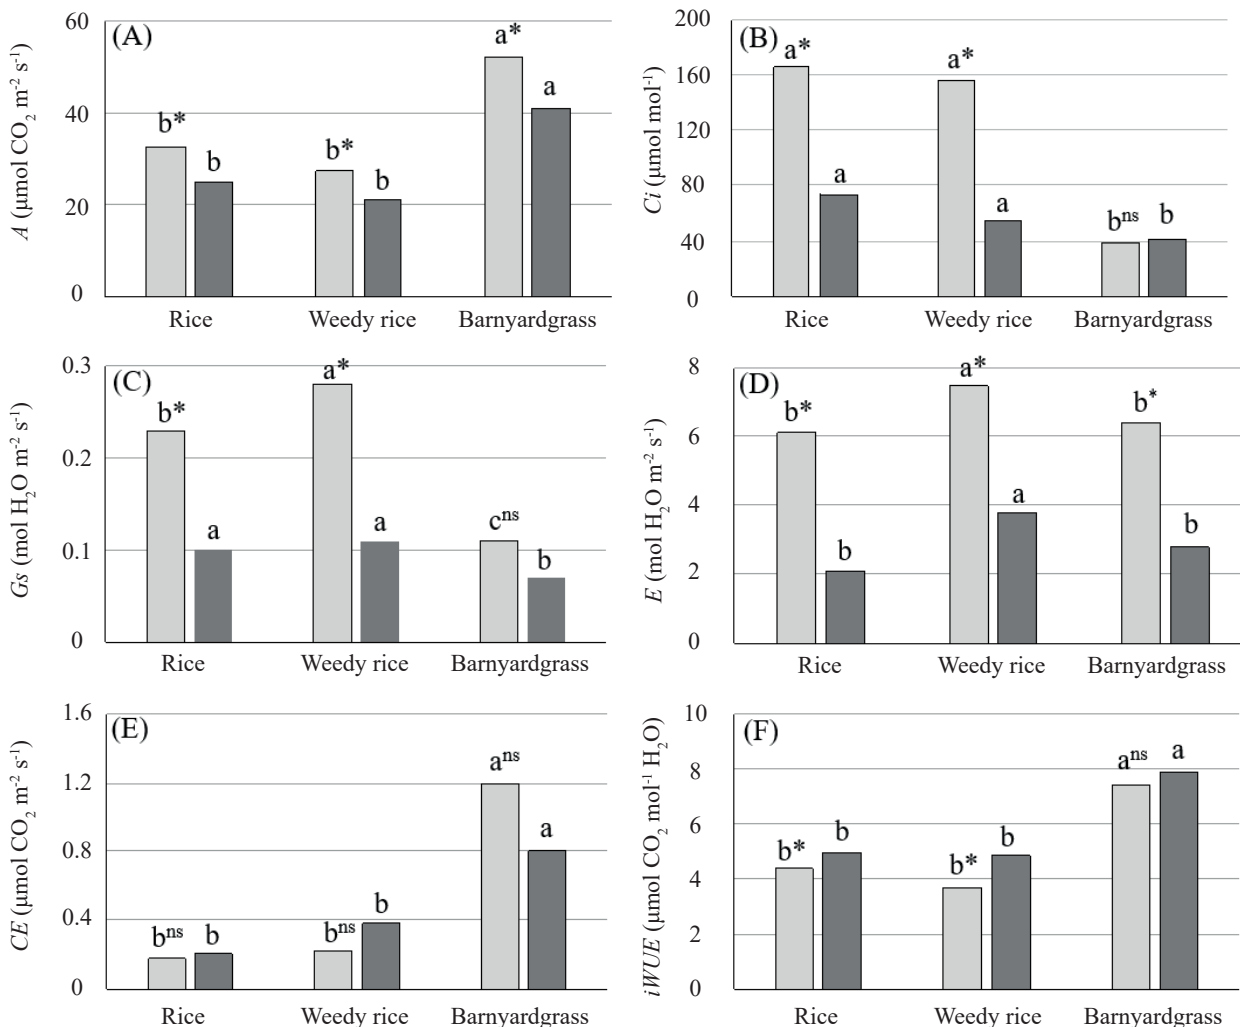 (A)
A (μmol CO₂ m⁻² s⁻¹)
60
40
20
0
b*
b
b*
b
a*
a
Rice
Weedy rice
Barnyardgrass
(B)
Ci (μmol mol⁻¹)
200
160
120
80
40
0
a*
a
a*
a
bⁿˢ
b
Rice
Weedy rice
Barnyardgrass
(C)
Gs (mol H₂O m⁻² s⁻¹)
0.3
0.2
0.1
0
b*
a
a*
a
cⁿˢ
b
Rice
Weedy rice
Barnyardgrass
(D)
E (mol H₂O m⁻² s⁻¹)
8
6
4
2
0
b*
b
a*
a
b*
b
Rice
Weedy rice
Barnyardgrass
(E)
CE (μmol CO₂ m⁻² s⁻¹)
1.6
1.2
0.8
0.4
0
bⁿˢ
b
bⁿˢ
b
aⁿˢ
a
Rice
Weedy rice
Barnyardgrass
(F)
iWUE (μmol CO₂ mol⁻¹ H₂O)
10
8
6
4
2
0
b*
b
b*
b
aⁿˢ
a
Rice
Weedy rice
Barnyardgrass